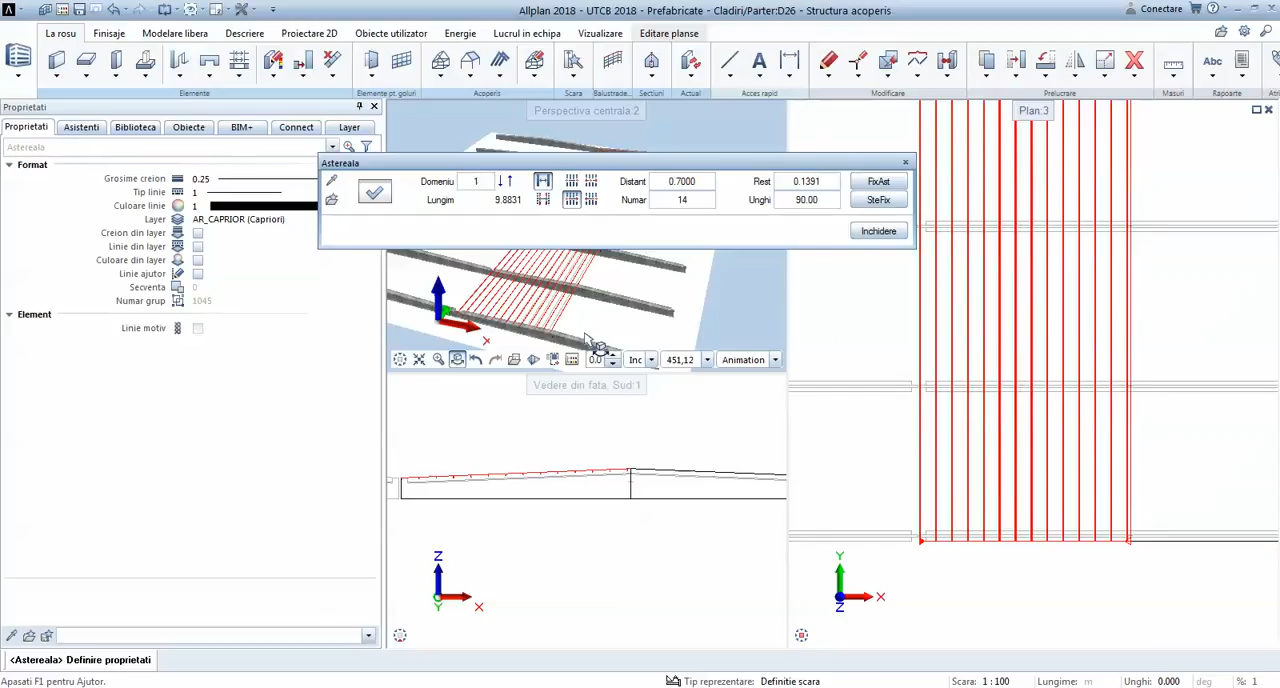 Allplan 2018 - UTCB 2018 - Prefabricate - Cladiri/Parter:D26 - Structura acoperis
Conectare
La rosu Finisaje Modelare libera Descriere Proiectare 2D Obiecte utilizator Energie Lucrul in echipa Vizualizare Editare planse
Abc
Elemente Elemente pt. goluri Acoperis Scara Balustrade... Sectiuni Actual Acces rapid Modificare Prelucrare Masuri Rapoarte Atri
Proprietati
Perspectiva centrala:2
Plan:3
Proprietati Asistenti Biblioteca Obiecte BIM+ Connect Layer
Astereala
Format
Grosime creion 0.25
Tip linie 1
Culoare linie 1
Layer AR_CAPRIOR (Capriori)
Creion din layer
Linie din layer
Culoare din layer
Linie ajutor
Secventa 0
Numar grup 1045
Element
Linie motiv
Astereala
Domeniu 1 Distant 0.7000 Rest 0.1391 FixAst
Lungim 9.8831 Numar 14 Unghi 90.00 SteFix
Inchidere
X
0.0 Inc 451,12 Animation
Vedere din fata, Sud:1
Z
Y
X
Y
Z
X
<Astereala> Definire proprietati
Apasati F1 pentru Ajutor. Tip reprezentare: Definitie scara Scara: 1 : 100 Lungime: m Unghi: 0.000 deg %: 1